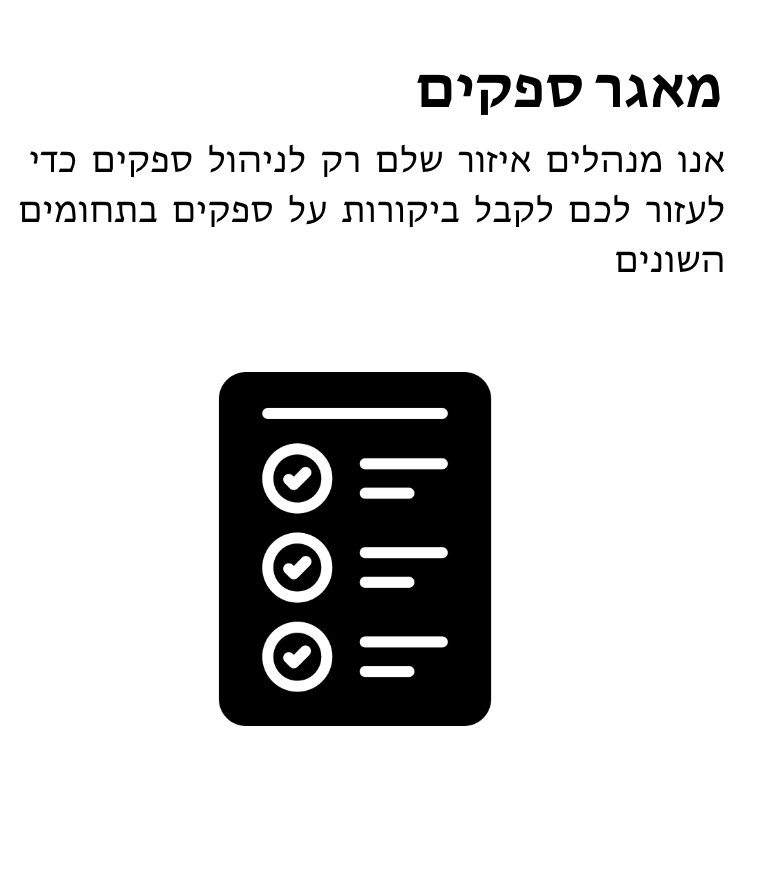 מאגר ספקים
אנו מנהלים איזור שלם רק לניהול ספקים כדי
לעזור לכם לקבל ביקורות על ספקים בתחומים
השונים